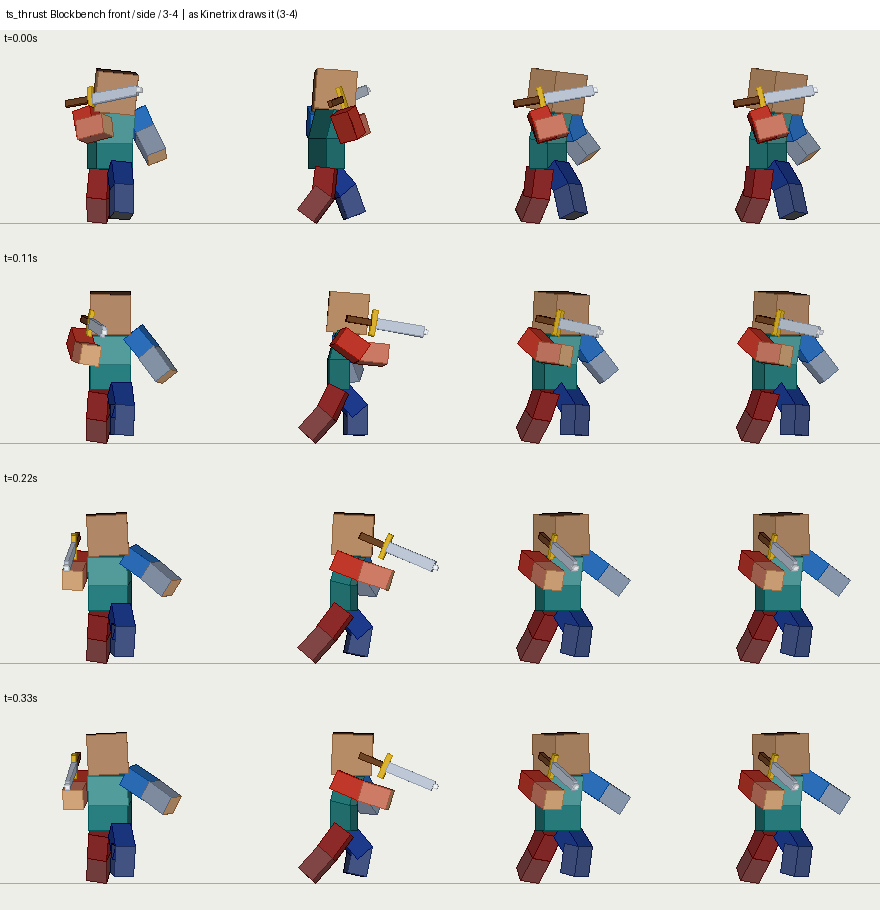 ts_thrust: Blockbench front / side / 3-4 | as Kinetrix draws it (3-4)
t=0.00s
t=0.11s
t=0.22s
t=0.33s